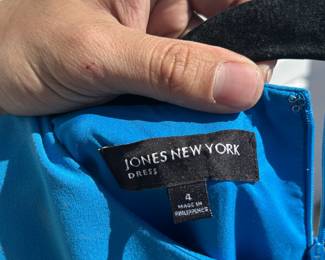 JONES NEW YORK
DRESS
4
MADE IN
PHILIPPINES